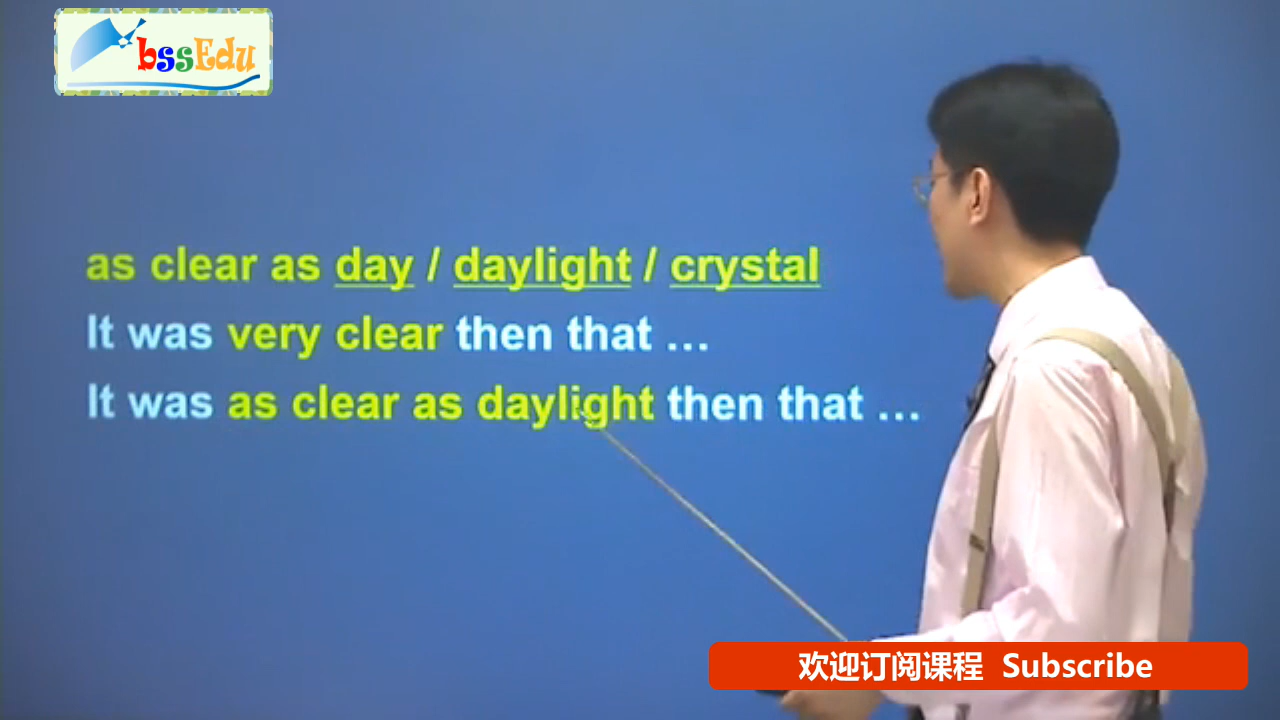 bssEdu
as clear as day / daylight / crystal
It was very clear then that …
It was as clear as daylight then that …
欢迎订阅课程 Subscribe